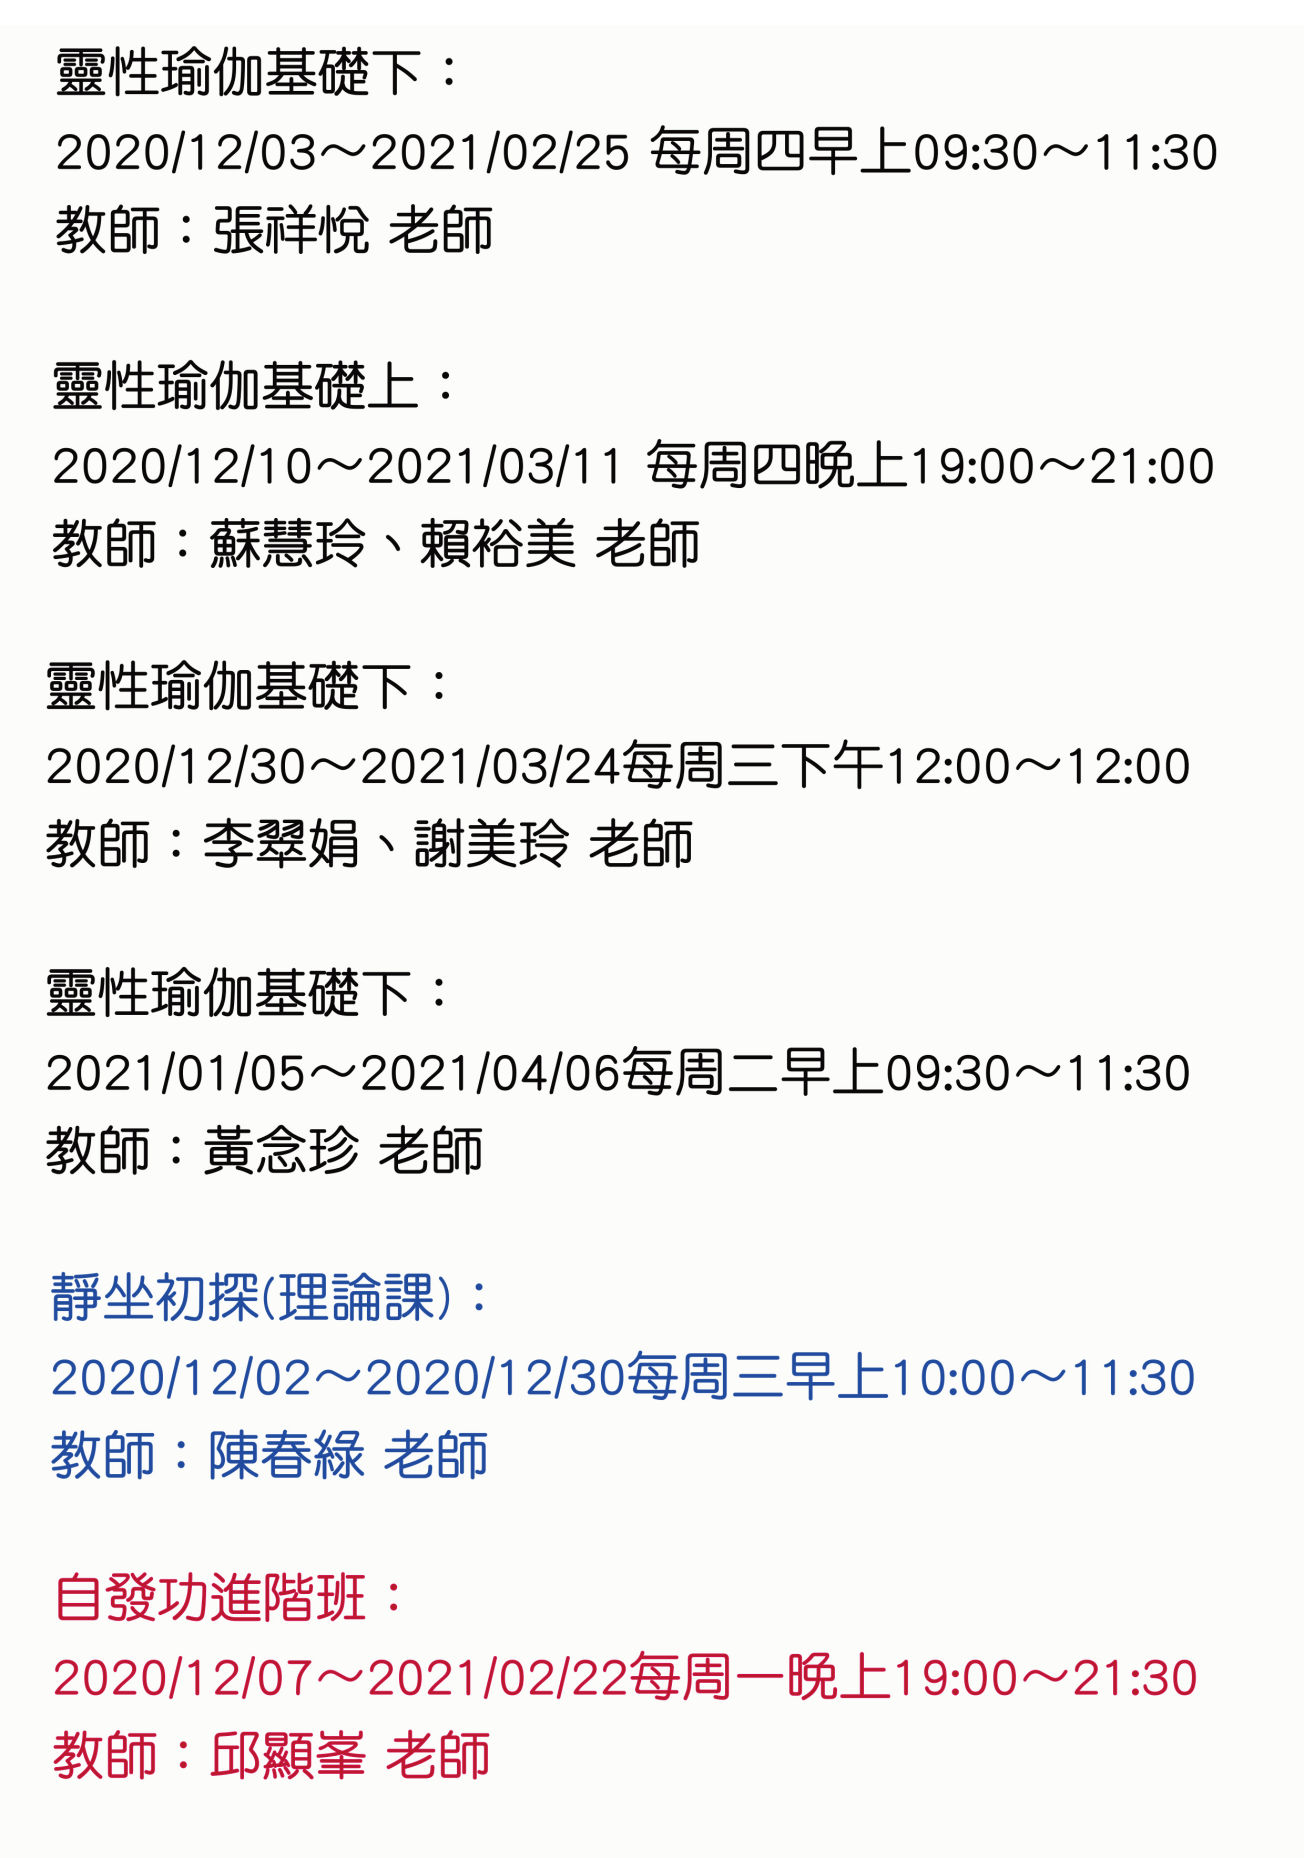 靈性瑜伽基礎下：
2020/12/03～2021/02/25 每周四早上09:30～11:30
教師：張祥悅 老師
靈性瑜伽基礎上：
2020/12/10～2021/03/11 每周四晚上19:00～21:00
教師：蘇慧玲、賴裕美 老師
靈性瑜伽基礎下：
2020/12/30～2021/03/24每周三下午12:00～12:00
教師：李翠娟、謝美玲 老師
靈性瑜伽基礎下：
2021/01/05～2021/04/06每周二早上09:30～11:30
教師：黃念珍 老師
靜坐初探(理論課)：
2020/12/02～2020/12/30每周三早上10:00～11:30
教師：陳春綠 老師
自發功進階班：
2020/12/07～2021/02/22每周一晚上19:00～21:30
教師：邱顯峯 老師